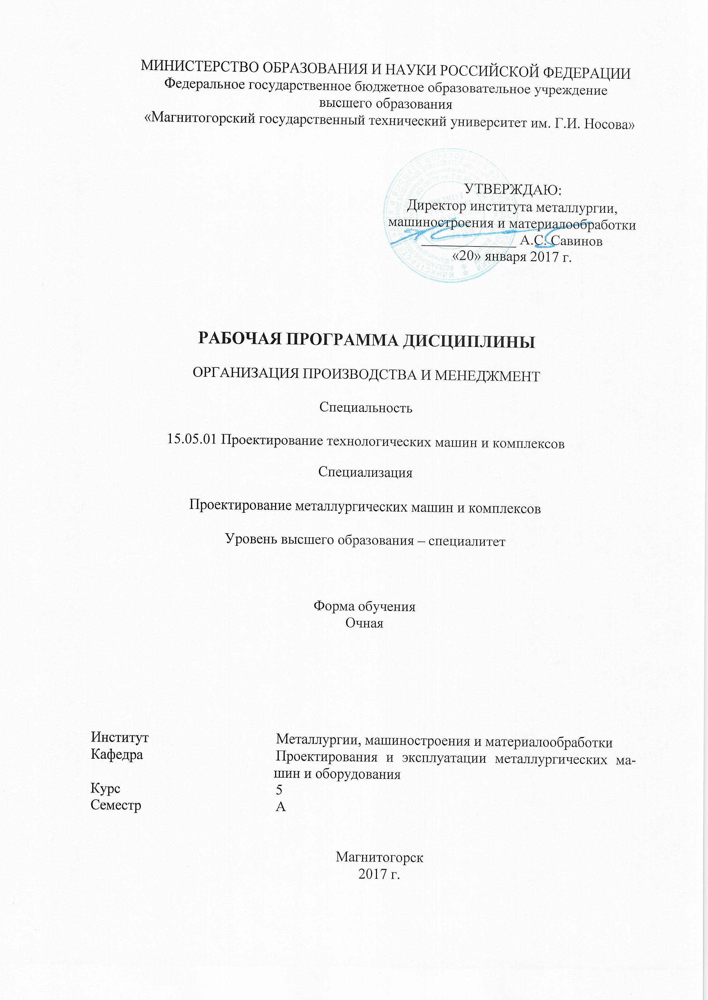 МИНИСТЕРСТВО ОБРАЗОВАНИЯ И НАУКИ РОССИЙСКОЙ ФЕДЕРАЦИИ
Федеральное государственное бюджетное образовательное учреждение
высшего образования
«Магнитогорский государственный технический университет им. Г.И. Носова»
УТВЕРЖДАЮ:
Директор института металлургии,
машиностроения и материалообработки
_____________ А.С. Савинов
«20» января 2017 г.
РАБОЧАЯ ПРОГРАММА ДИСЦИПЛИНЫ
ОРГАНИЗАЦИЯ ПРОИЗВОДСТВА И МЕНЕДЖМЕНТ
Специальность
15.05.01 Проектирование технологических машин и комплексов
Специализация
Проектирование металлургических машин и комплексов
Уровень высшего образования – специалитет
Форма обучения
Очная
Институт Металлургии, машиностроения и материалообработки
Кафедра Проектирования и эксплуатации металлургических ма-
шин и оборудования
Курс 5
Семестр А
Магнитогорск
2017 г.